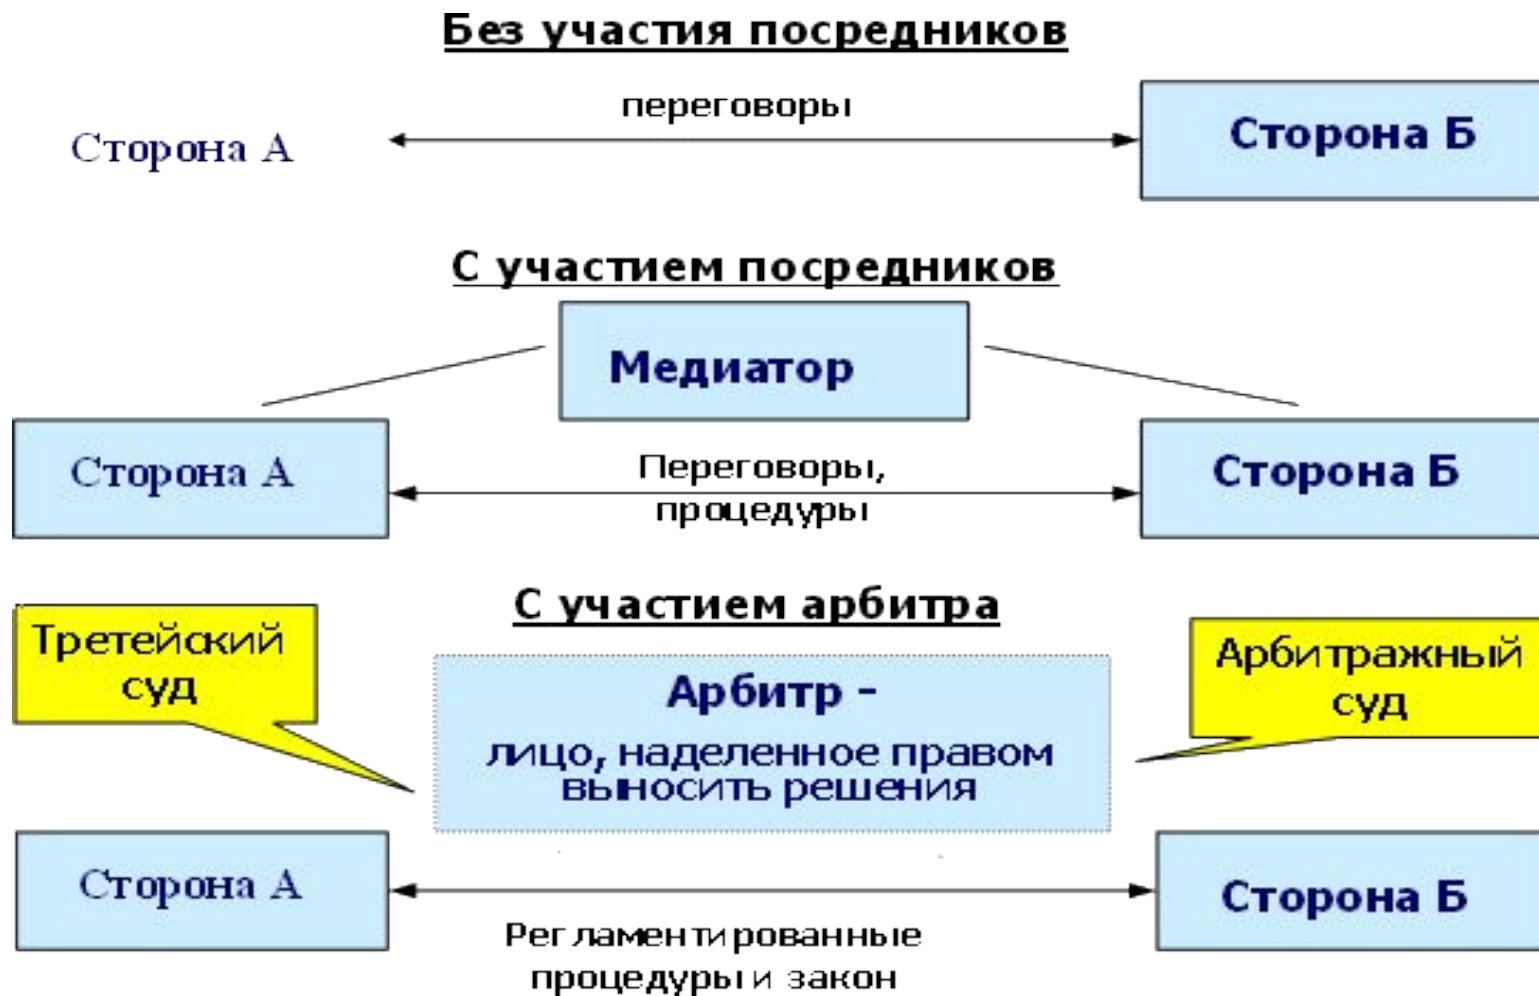 Без участия посредников
переговоры
Сторона А
Сторона Б
С участием посредников
Медиатор
Сторона А
Переговоры,
процедуры
Сторона Б
С участием арбитра
Третейский
суд
Арбитр -
лицо, наделенное правом
выносить решения
Арбитражный
суд
Сторона А
Сторона Б
Регламентированные
процедуры и закон